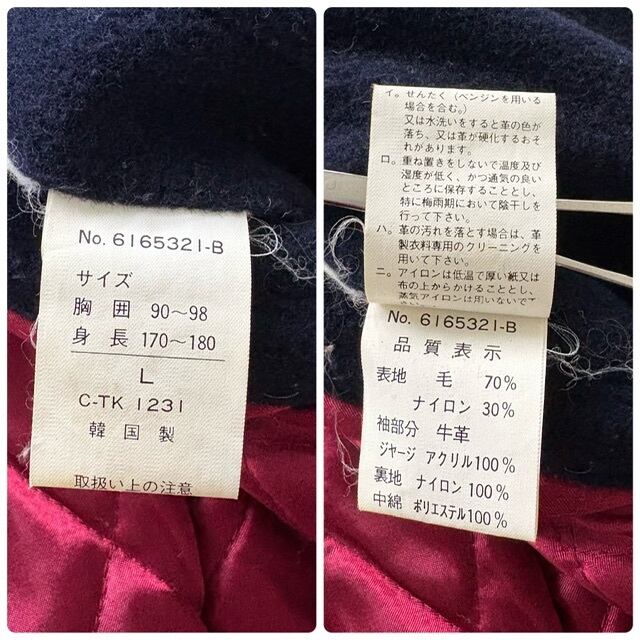 No. 6165321-B
サイズ
胸囲 90〜98
身長 170〜180
L
C-TK 1231
韓国製
取扱い上の注意
イ。せんたく(ベンジンを用いる
場合を含む。)
又は水洗いをすると革の色が
落ち、又は革が硬化するおそ
れがあります。
ロ。重ね置きをしないで温度及び
湿度が低く、かつ通気の良い
ところに保存することとし、
特に梅雨期において陰干しを
行って下さい。
ハ。革の汚れを落とす場合は、革
製衣料専用のクリーニングを
用いて下さい。
ニ。アイロンは低温で厚い紙又は
布の上からかけることとし、
蒸気アイロンは用いないで下
No. 6165321-B
品質表示
表地 毛 70%
ナイロン 30%
袖部分 牛革
ジャージ アクリル100%
裏地 ナイロン 100%
中綿 ポリエステル100%